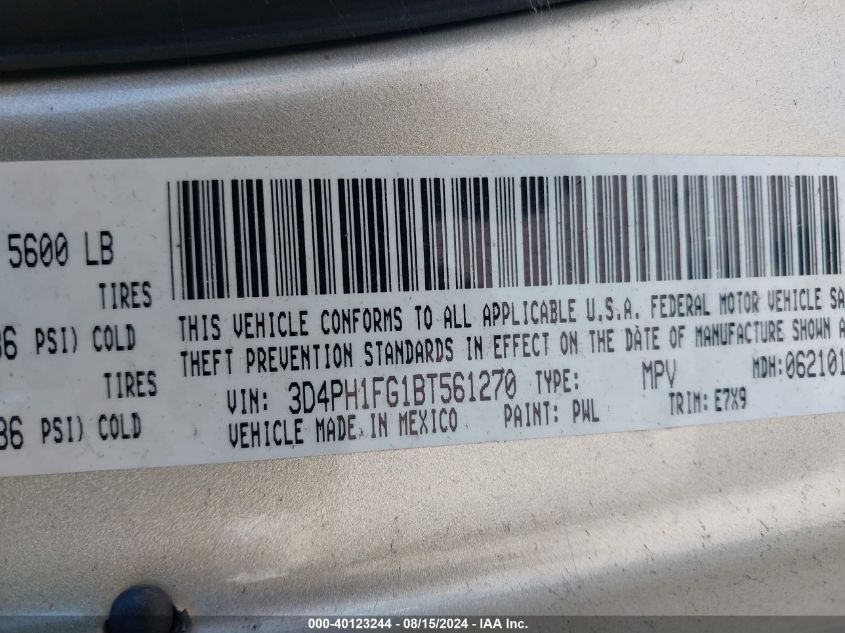 5600 LB
TIRES
36 PSI) COLD
TIRES
36 PSI) COLD
THIS VEHICLE CONFORMS TO ALL APPLICABLE U.S.A. FEDERAL MOTOR VEHICLE SA
THEFT PREVENTION STANDARDS IN EFFECT ON THE DATE OF MANUFACTURE SHOWN A
VIN: 3D4PH1FG1BT561270 TYPE: MPV MDH:062101
VEHICLE MADE IN MEXICO PAINT: PWL TRIM: E7X9
000-40123244 - 08/15/2024 - IAA Inc.